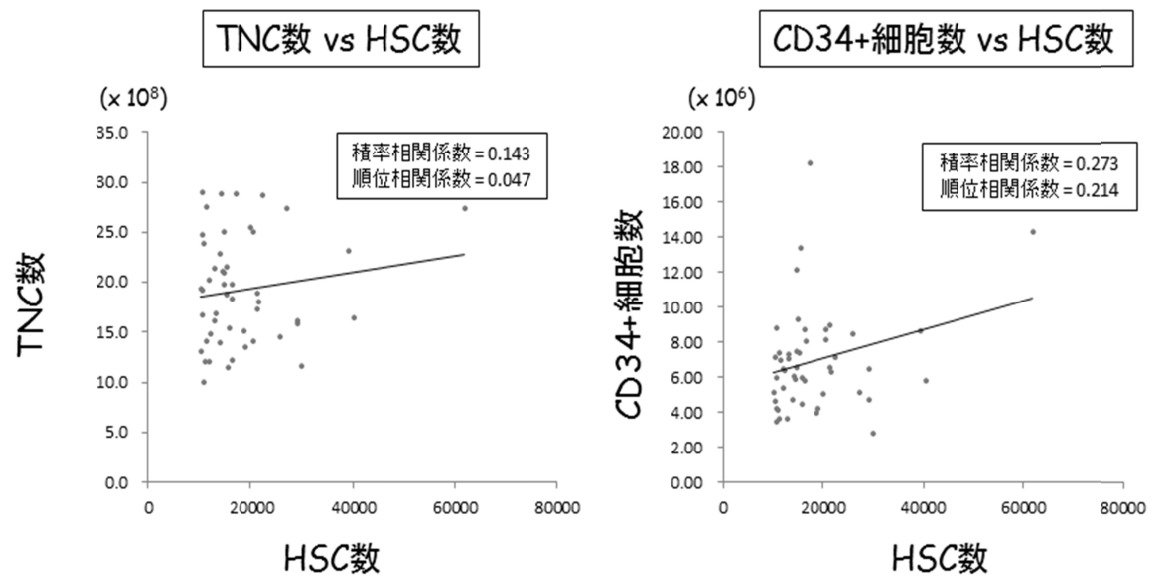 TNC数 vs HSC数
(x 10⁸)
積率相関係数 = 0.143
順位相関係数 = 0.047
35.0
30.0
25.0
20.0
15.0
10.0
5.0
0.0
TNC数
0 20000 40000 60000 80000
HSC数
CD34+細胞数 vs HSC数
(x 10⁶)
積率相関係数 = 0.273
順位相関係数 = 0.214
20.00
18.00
16.00
14.00
12.00
10.00
8.00
6.00
4.00
2.00
0.00
CD34+細胞数
0 20000 40000 60000 80000
HSC数